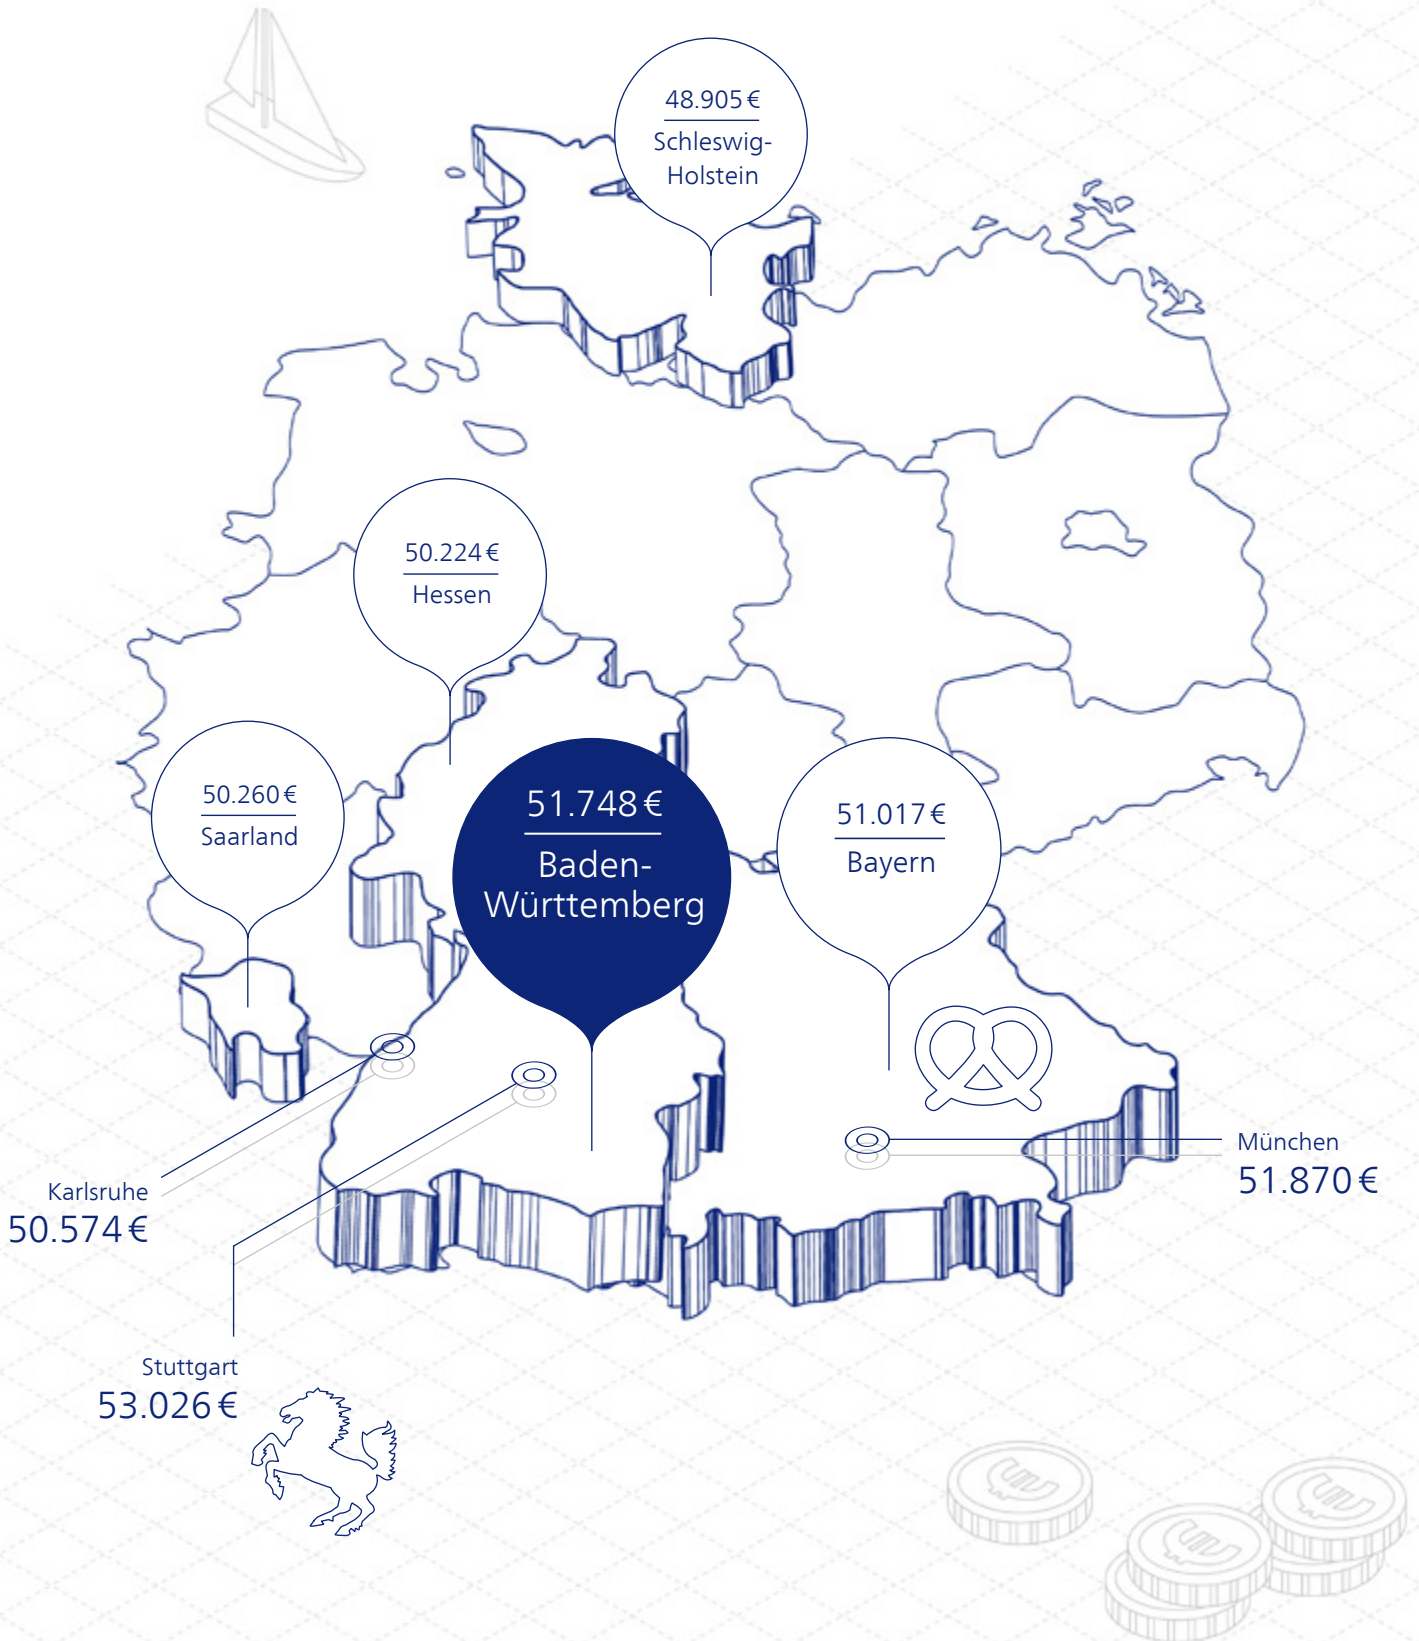 48.905 €
Schleswig-
Holstein
50.224 €
Hessen
50.260 €
Saarland
51.748 €
Baden-
Württemberg
51.017 €
Bayern
München
51.870 €
Karlsruhe
50.574 €
Stuttgart
53.026 €